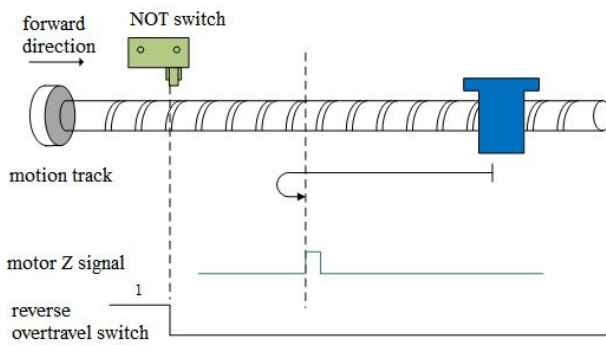 forward
direction
NOT switch
motion track
motor Z signal
1
reverse
overtravel switch